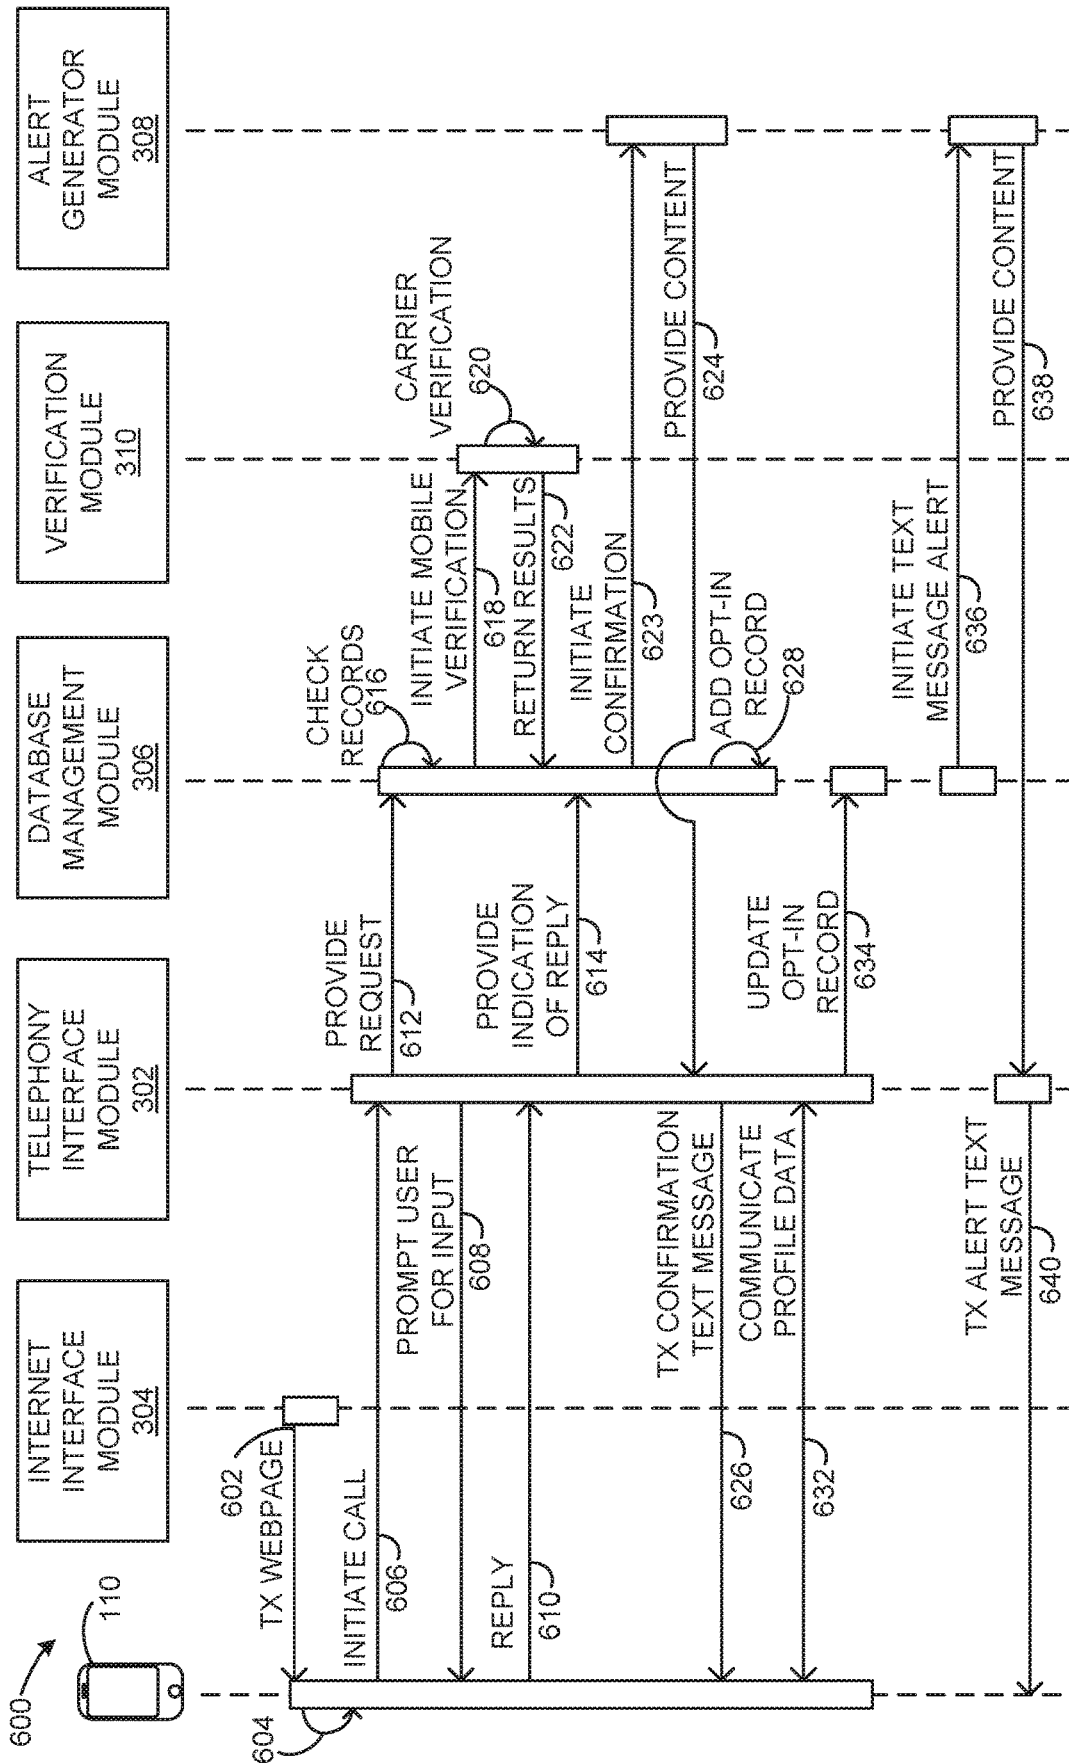 600
110
INTERNET
INTERFACE
MODULE
304
TELEPHONY
INTERFACE
MODULE
302
DATABASE
MANAGEMENT
MODULE
306
VERIFICATION
MODULE
310
ALERT
GENERATOR
MODULE
308
602
TX WEBPAGE
604
INITIATE CALL
606
PROVIDE
REQUEST
612
CHECK
RECORDS
616
PROMPT USER
FOR INPUT
608
INITIATE MOBILE
VERIFICATION
618
CARRIER
VERIFICATION
620
REPLY
610
RETURN RESULTS
622
PROVIDE
INDICATION
OF REPLY
614
INITIATE
CONFIRMATION
623
PROVIDE CONTENT
624
TX CONFIRMATION
TEXT MESSAGE
626
ADD OPT-IN
RECORD
628
COMMUNICATE
PROFILE DATA
632
UPDATE
OPT-IN
RECORD
634
INITIATE TEXT
MESSAGE ALERT
636
PROVIDE CONTENT
638
TX ALERT TEXT
MESSAGE
640